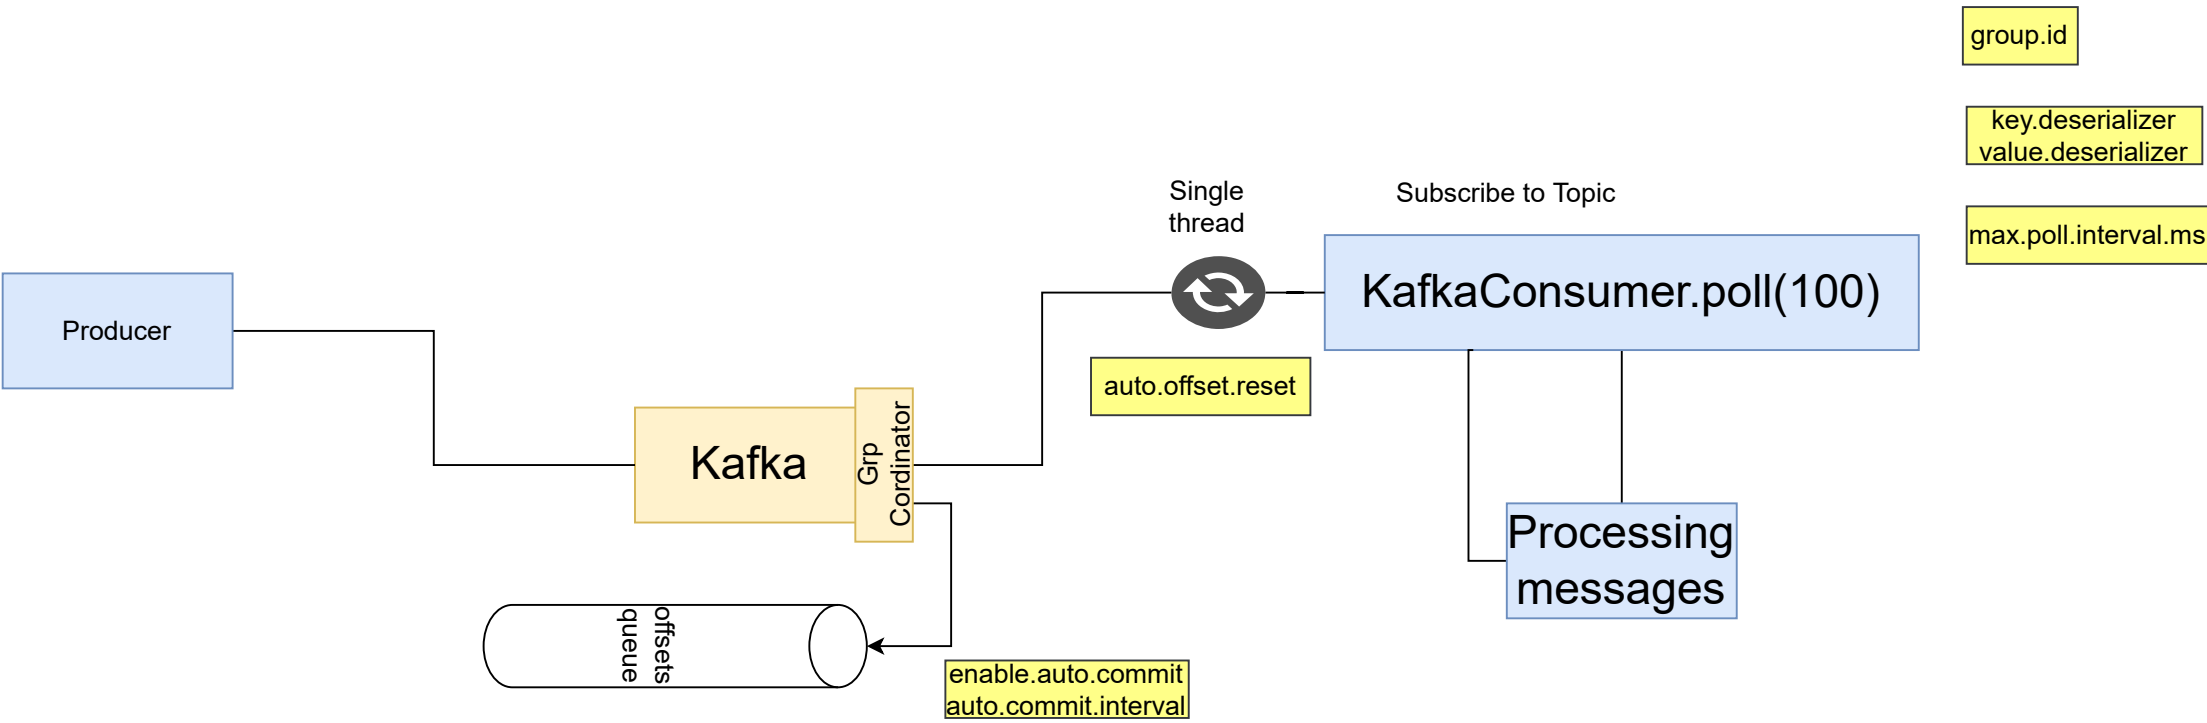 group.id
key.deserializer
value.deserializer
Single
thread
Subscribe to Topic
max.poll.interval.ms
KafkaConsumer.poll(100)
Producer
auto.offset.reset
Kafka
Grp
Cordinator
Processing
messages
offsets
queue
enable.auto.commit
auto.commit.interval